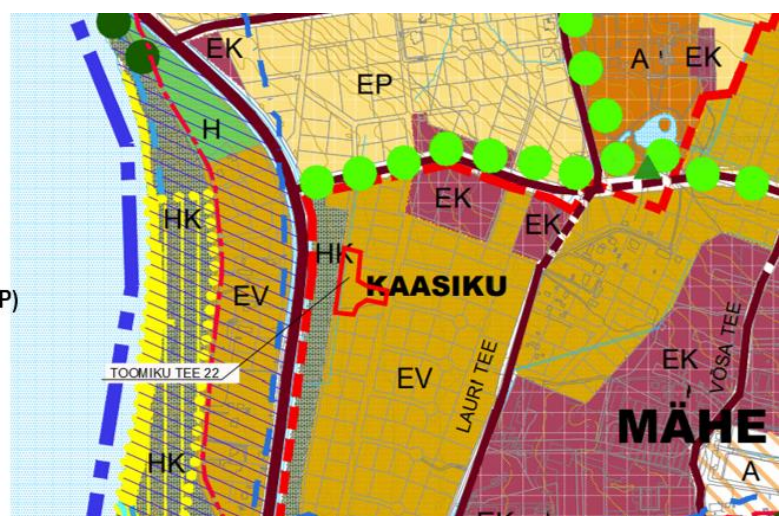 EK
A
EK
EP
H
HK
EK
EK
HK
KAASIKU
P)
EV
TOOMIKU TEE 22
EV
LAURI TEE
EK
VÕSA TEE
MÄHE
HK
A
EK